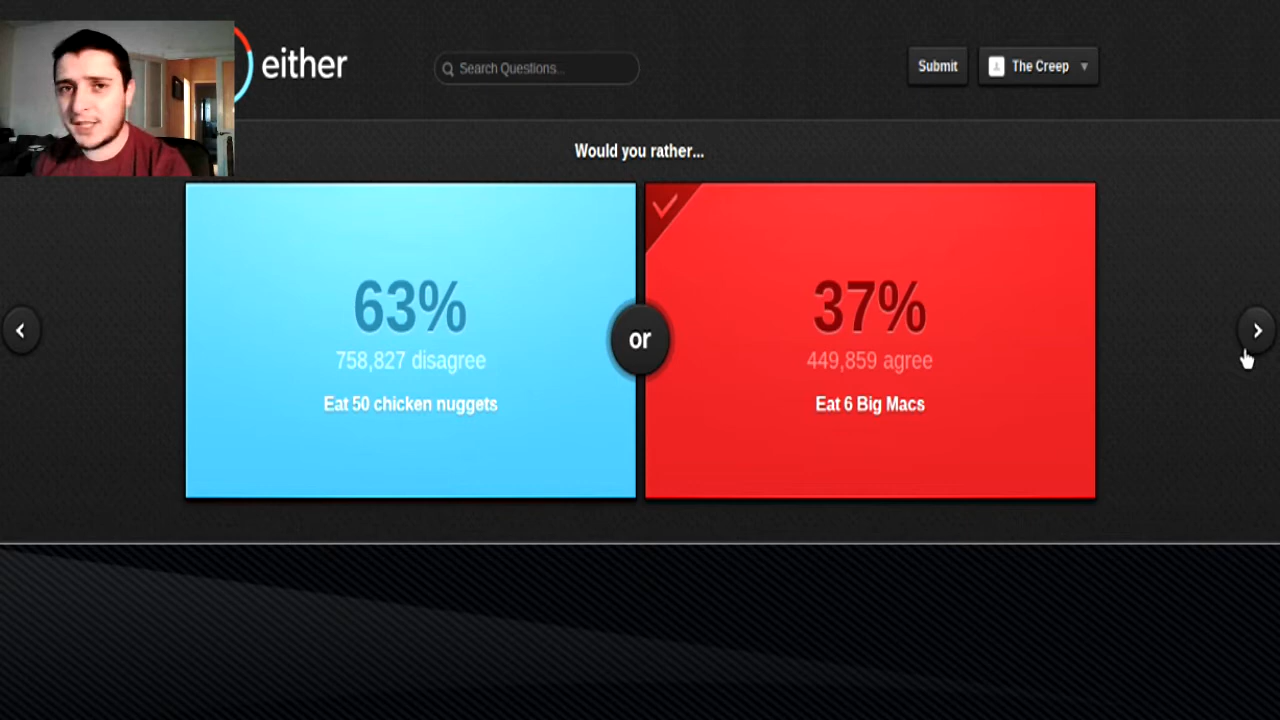 either
Search Questions...
Submit
The Creep
Would you rather...
63%
758,827 disagree
Eat 50 chicken nuggets
or
37%
449,859 agree
Eat 6 Big Macs